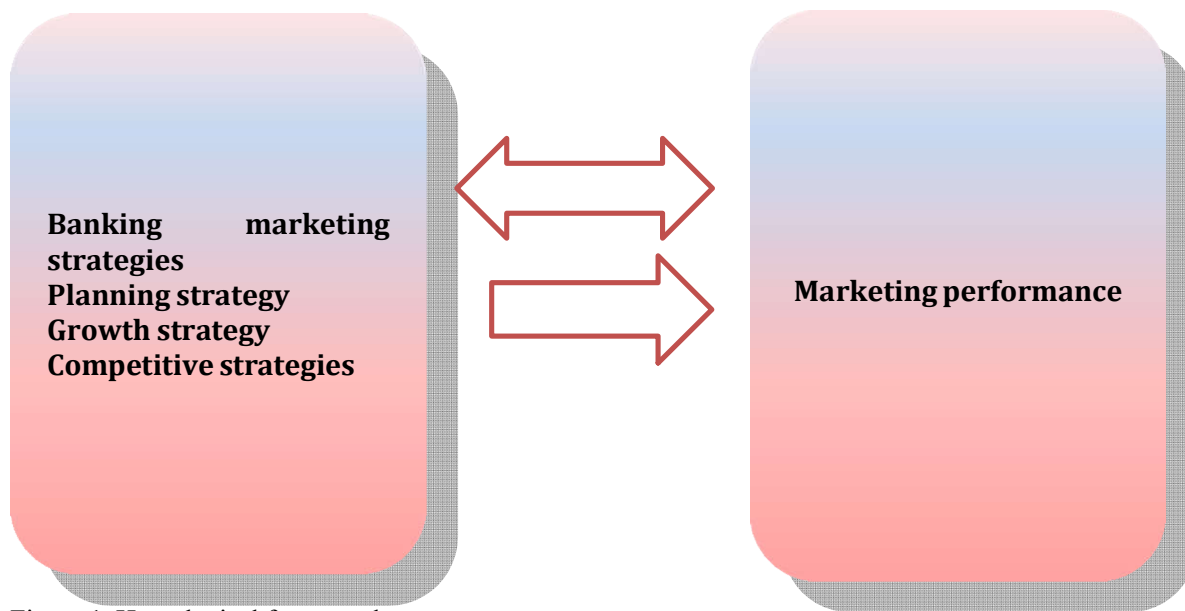 Banking marketing
strategies
Planning strategy
Growth strategy
Competitive strategies
Marketing performance